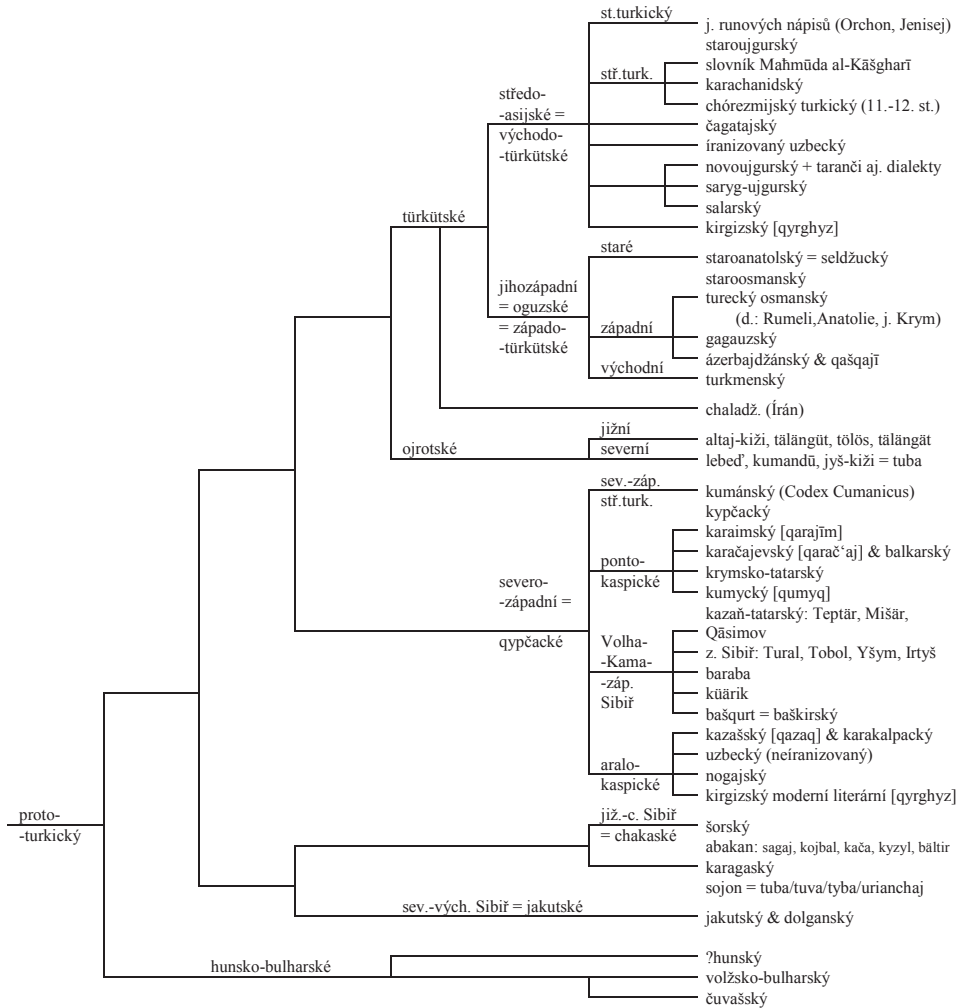 st.turkický
j. runových nápisů (Orchon, Jenisej)
staroujgurský
slovník Maħmūda al-Kāšgharī
stř.turk.
karachanidský
středo-
-asijské =
východo-
-türkütské
chórezmijský turkický (11.-12. st.)
čagatajský
íranizovaný uzbecký
novoujgurský + taranči aj. dialekty
saryg-ujgurský
salarský
türkütské
kirgizský [qyrghyz]
staré
staroanatolský = seldžucký
staroosmanský
jihozápadní
= oguzské
= západo-
-türkütské
turecký osmanský
(d.: Rumeli,Anatolie, j. Krym)
západní
gagauzský
ázerbajdžánský & qašqajī
východní
turkmenský
chaladž. (Írán)
ojrotské
jižní
altaj-kiži, tälängüt, tölös, tälängät
severní
lebeď, kumandū, jyš-kiži = tuba
sev.-záp.
stř.turk.
kumánský (Codex Cumanicus)
kypčacký
karaimský [qarajīm]
karačajevský [qarač‘aj] & balkarský
ponto-
kaspické
krymsko-tatarský
kumycký [qumyq]
severo-
-západní =
qypčacké
kazaň-tatarský: Teptär, Mišär,
Qāsimov
Volha-
-Kama-
-záp.
Sibiř
z. Sibiř: Tural, Tobol, Yšym, Irtyš
baraba
küärik
bašqurt = baškirský
kazašský [qazaq] & karakalpacký
uzbecký (neíranizovaný)
aralo-
kaspické
nogajský
kirgizský moderní literární [qyrghyz]
proto-
-turkický
již.-c. Sibiř
= chakaské
šorský
abakan: sagaj, kojbal, kača, kyzyl, bältir
karagaský
sojon = tuba/tuva/tyba/urianchaj
sev.-vých. Sibiř = jakutské
jakutský & dolganský
hunsko-bulharské
?hunský
volžsko-bulharský
čuvašský